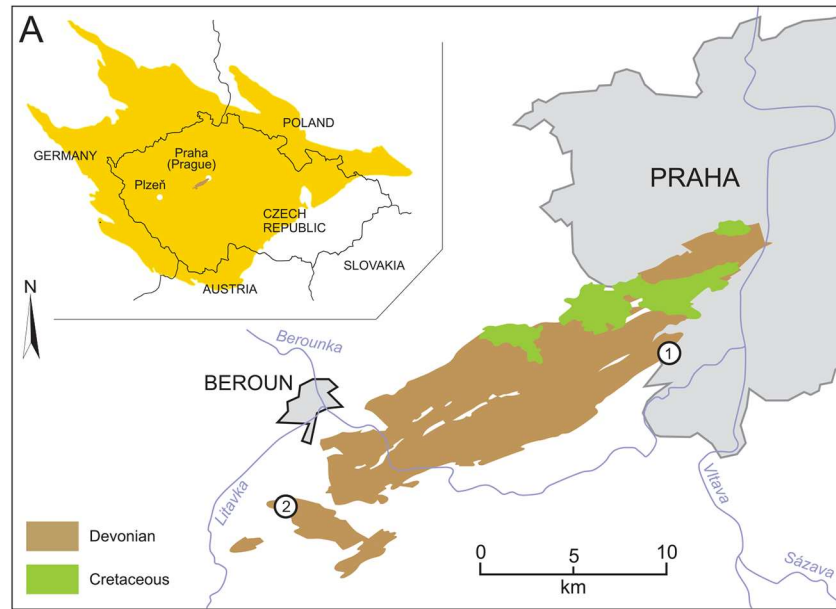 A
POLAND
GERMANY
Praha
(Prague)
Plzeň
CZECH
REPUBLIC
SLOVAKIA
AUSTRIA
N
PRAHA
Berounka
BEROUN
1
Litavka
2
Vltava
Sázava
Devonian
Cretaceous
0 5 10
km